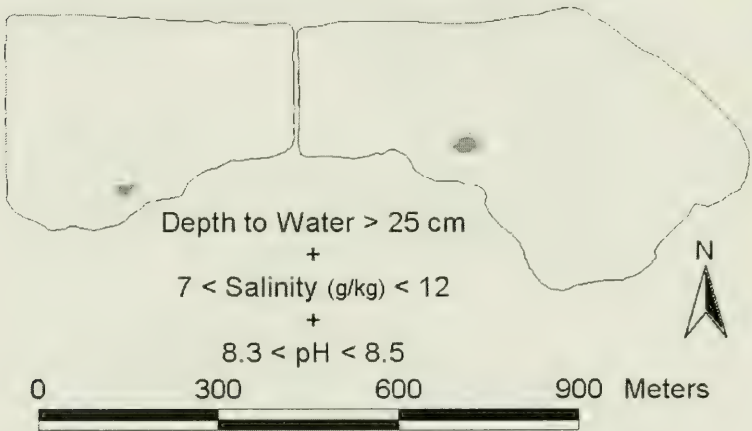 Depth to Water > 25 cm
+
7 < Salinity (g/kg) < 12
+
8.3 < pH < 8.5
N
0 300 600 900 Meters